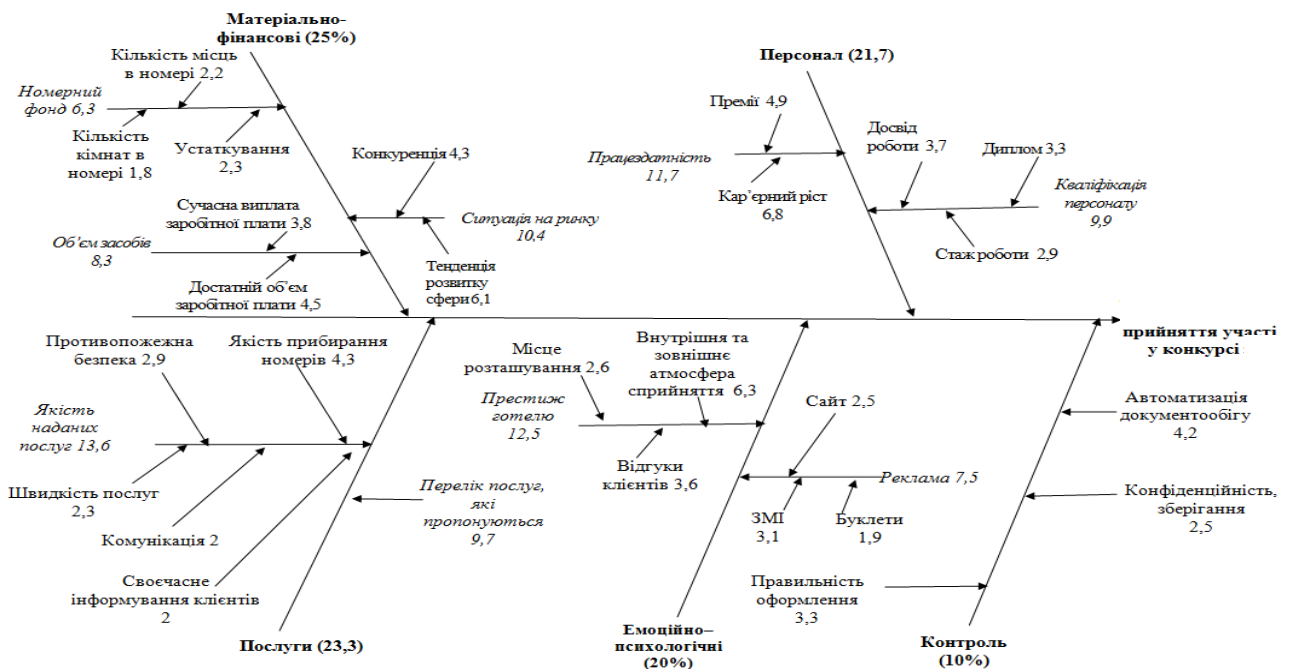 Матеріально-
фінансові (25%)
Кількість місць
в номері 2,2
Номерний
фонд 6,3
Кількість
кімнат в
номері 1,8
Устаткування
2,3
Конкуренція 4,3
Сучасна виплата
заробітної плати 3,8
Ситуація на ринку
10,4
Об’єм засобів
8,3
Достатній об’єм
заробітної плати 4,5
Тенденція
розвитку
сфери 6,1
Персонал (21,7)
Премії 4,9
Працездатність
11,7
Кар’єрний ріст
6,8
Досвід
роботи 3,7
Диплом 3,3
Кваліфікація
персоналу
9,9
Стаж роботи 2,9
прийняття участі
у конкурсі
Противопожежна
безпека 2,9
Якість прибирання
номерів 4,3
Якість
наданих
послуг 13,6
Швидкість послуг
2,3
Комунікація 2
Своєчасне
інформування клієнтів
2
Перелік послуг,
які
пропонуються
9,7
Послуги (23,3)
Місце
розташування 2,6
Внутрішня та
зовнішнє
атмосфера
сприйняття 6,3
Престиж
готелю
12,5
Відгуки
клієнтів 3,6
Сайт 2,5
Реклама 7,5
ЗМІ
3,1
Буклети
1,9
Емоційно–
психологічні
(20%)
Автоматизація
документообігу
4,2
Конфіденційність,
зберігання
2,5
Правильність
оформлення
3,3
Контроль
(10%)